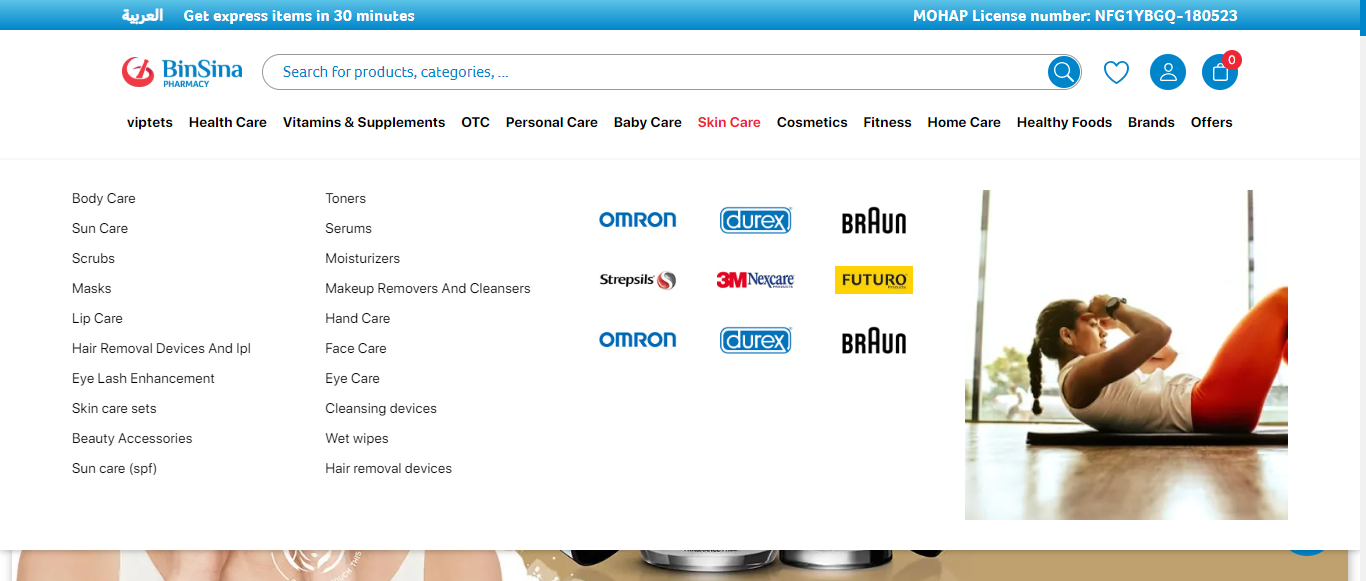 العربية Get express items in 30 minutes MOHAP License number: NFG1YBGQ-180523
BinSina
PHARMACY
Search for products, categories, ...
0
viptets Health Care Vitamins & Supplements OTC Personal Care Baby Care Skin Care Cosmetics Fitness Home Care Healthy Foods Brands Offers
Body Care
Sun Care
Scrubs
Masks
Lip Care
Hair Removal Devices And Ipl
Eye Lash Enhancement
Skin care sets
Beauty Accessories
Sun care (spf)
Toners
Serums
Moisturizers
Makeup Removers And Cleansers
Hand Care
Face Care
Eye Care
Cleansing devices
Wet wipes
Hair removal devices
OMRON durex BRAUN
Strepsils 3M Nexcare FUTURO
OMRON durex BRAUN